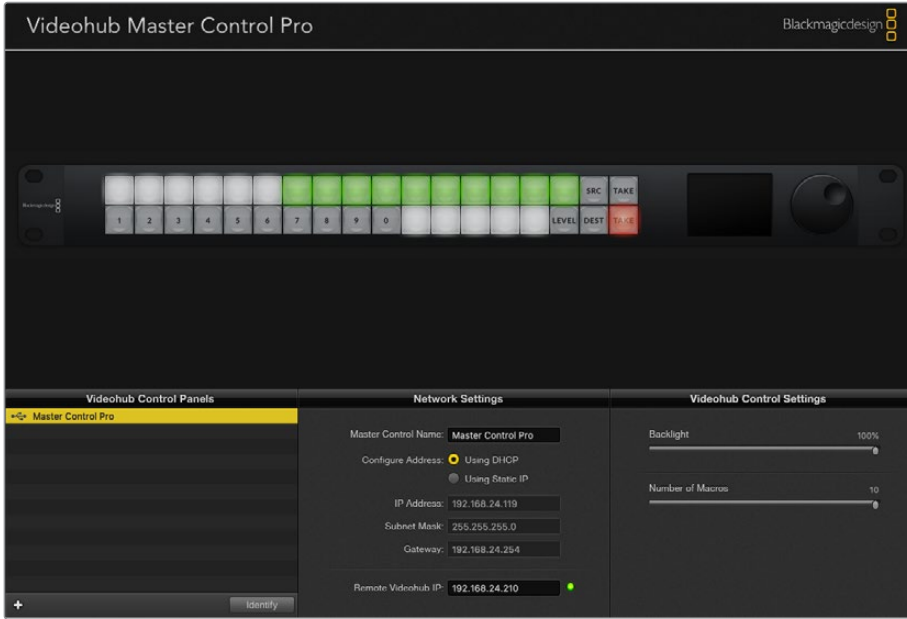 Videohub Master Control Pro
Blackmagicdesign
Blackmagicdesign
SRC TAKE
1 2 3 4 5 6 7 8 9 0 LEVEL DEST TAKE
Videohub Control Panels
Master Control Pro
Identify
Network Settings
Master Control Name: Master Control Pro
Configure Address: Using DHCP
Using Static IP
IP Address: 192.168.24.119
Subnet Mask: 255.255.255.0
Gateway: 192.168.24.254
Remote Videohub IP: 192.168.24.210
Videohub Control Settings
Backlight 100%
Number of Macros 10